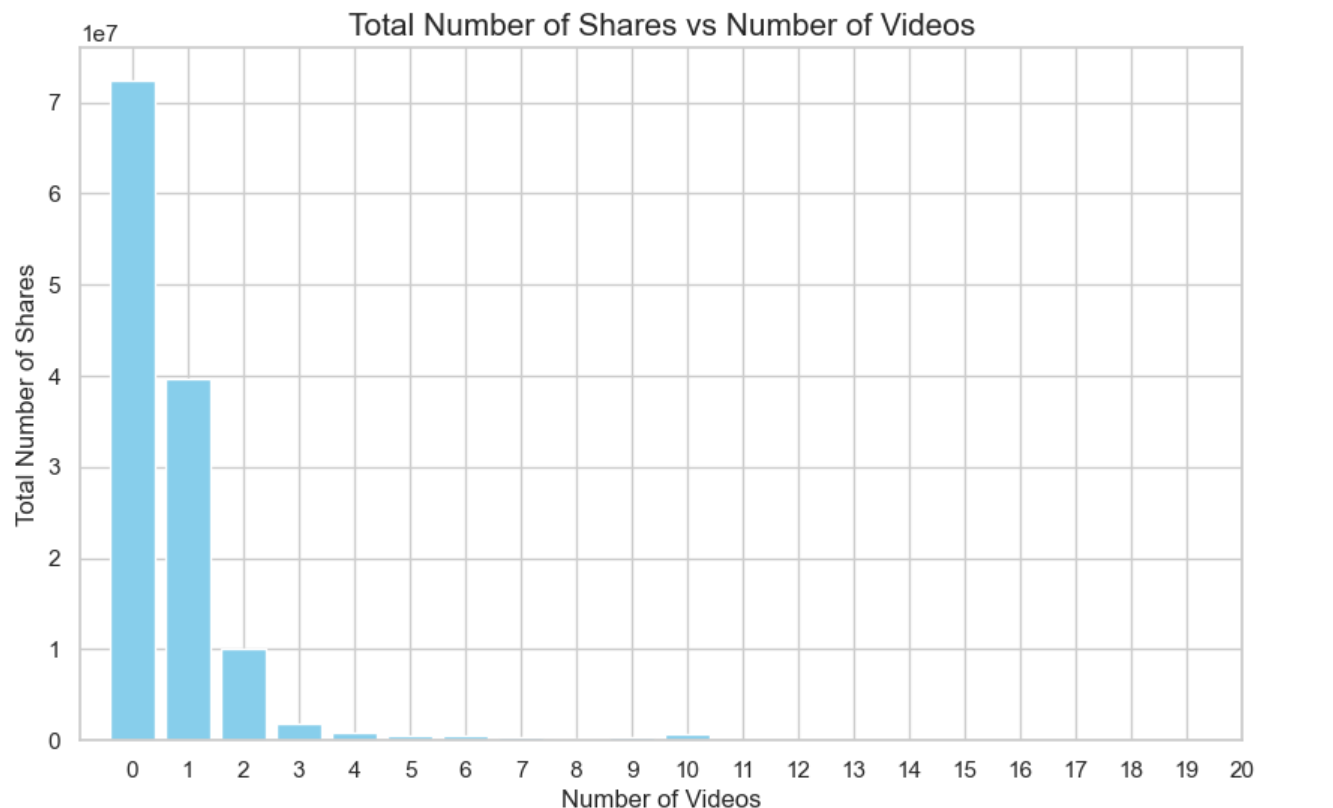 Total Number of Shares vs Number of Videos
1e7
7
6
5
4
3
2
1
0
Total Number of Shares
0 1 2 3 4 5 6 7 8 9 10 11 12 13 14 15 16 17 18 19 20
Number of Videos